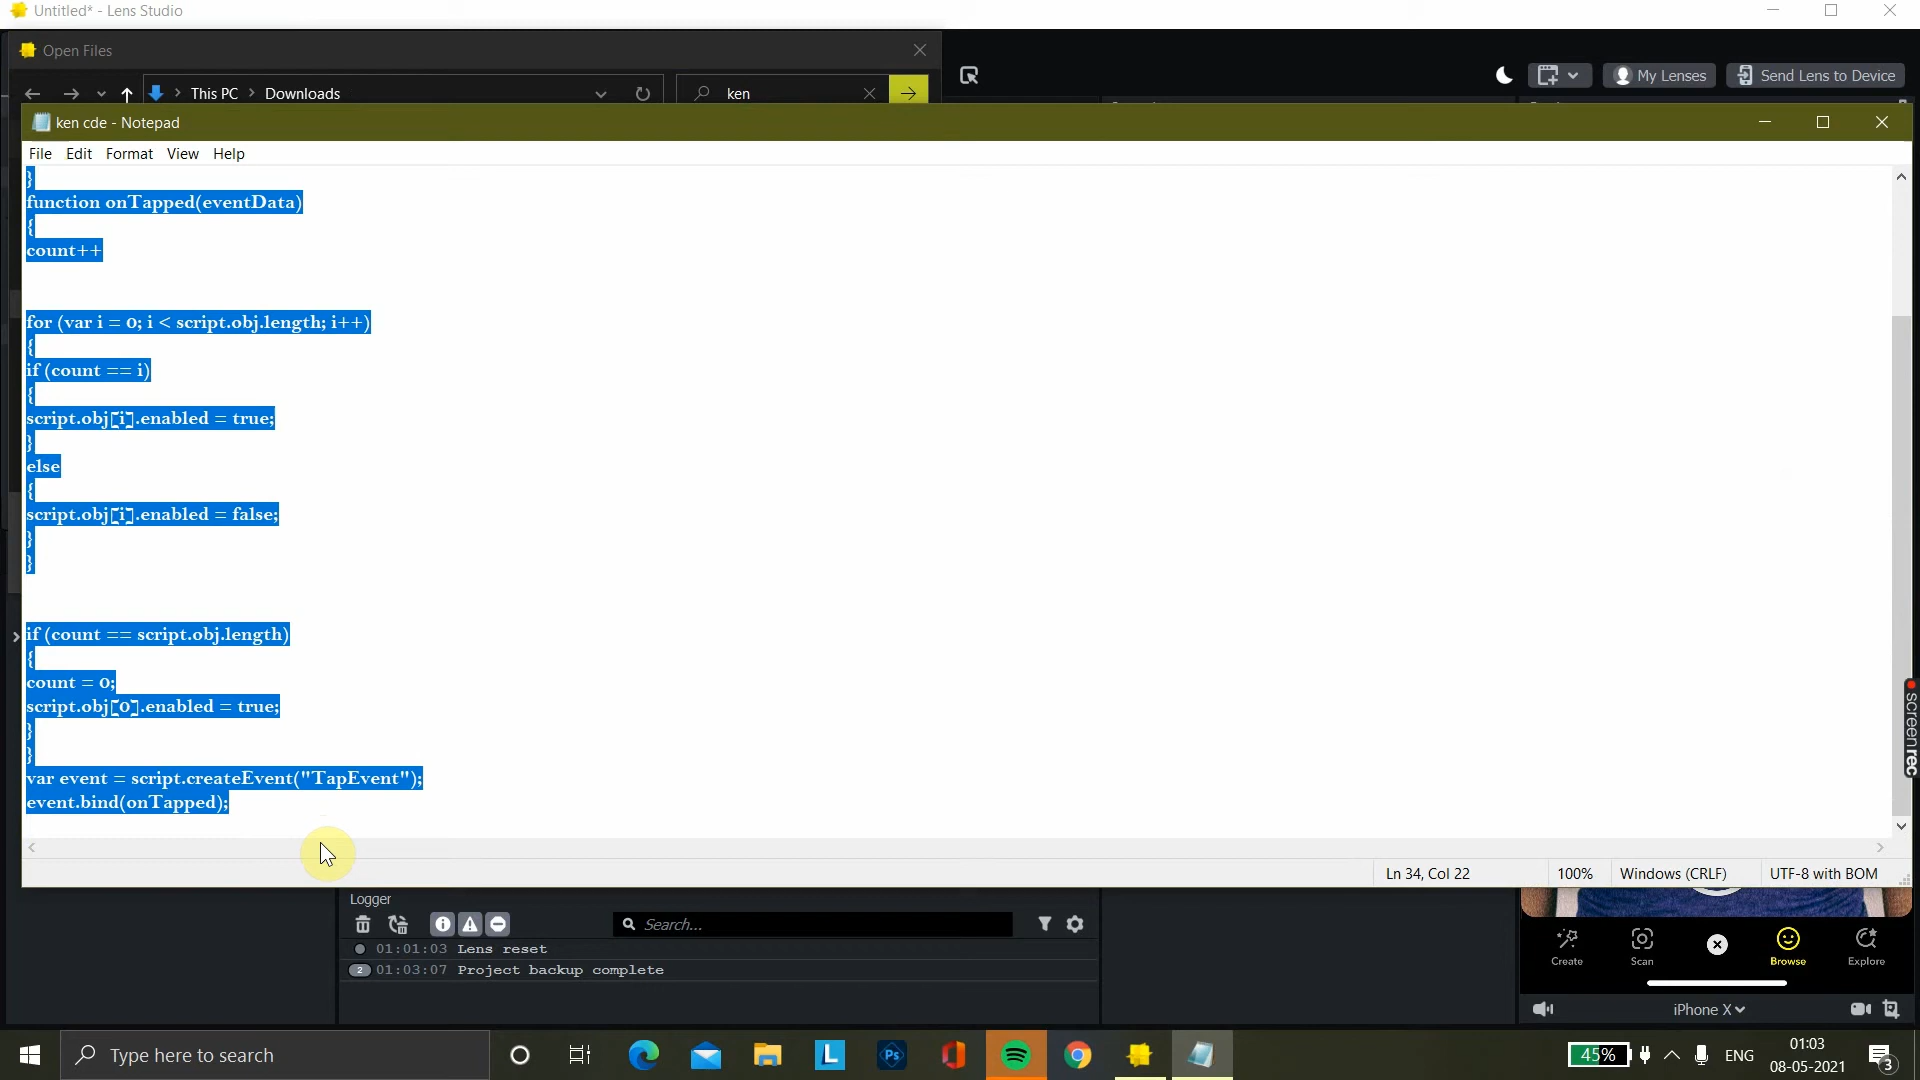 Untitled* - Lens Studio
Open Files
This PC > Downloads
ken
My Lenses
Send Lens to Device
ken cde - Notepad
File Edit Format View Help
}
function onTapped(eventData)
{
count++
for (var i = 0; i < script.obj.length; i++)
{
if (count == i)
{
script.obj[i].enabled = true;
}
else
{
script.obj[i].enabled = false;
}
}
if (count == script.obj.length)
{
count = 0;
script.obj[0].enabled = true;
}
}
var event = script.createEvent("TapEvent");
event.bind(onTapped);
screenrec
Ln 34, Col 22
100%
Windows (CRLF)
UTF-8 with BOM
Logger
Search...
01:01:03 Lens reset
2 01:03:07 Project backup complete
Create
Scan
Browse
Explore
iPhone X
Type here to search
L
Ps
45%
ENG
01:03
08-05-2021
3